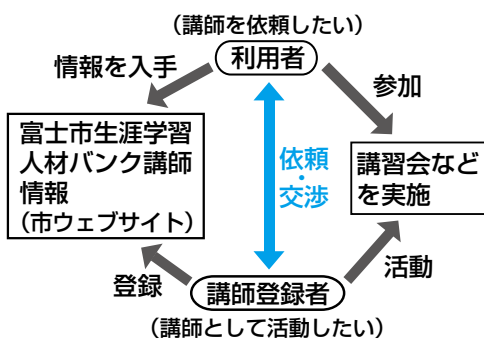 （講師を依頼したい）
利用者
情報を入手
参加
富士市生涯学習
人材バンク講師
情報
（市ウェブサイト）
依頼
・
交渉
講習会など
を実施
登録
活動
講師登録者
（講師として活動したい）